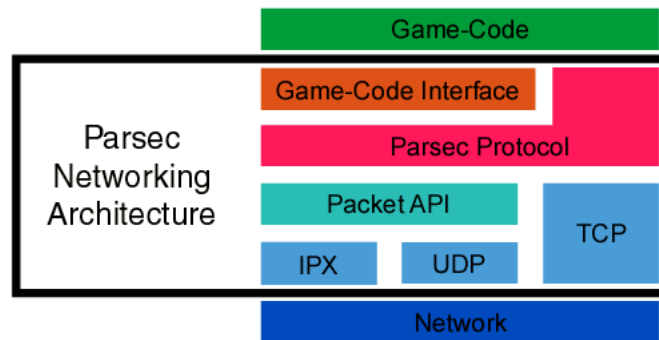 Game-Code
Game-Code Interface
Parsec
Networking
Architecture
Parsec Protocol
Packet API
TCP
IPX
UDP
Network